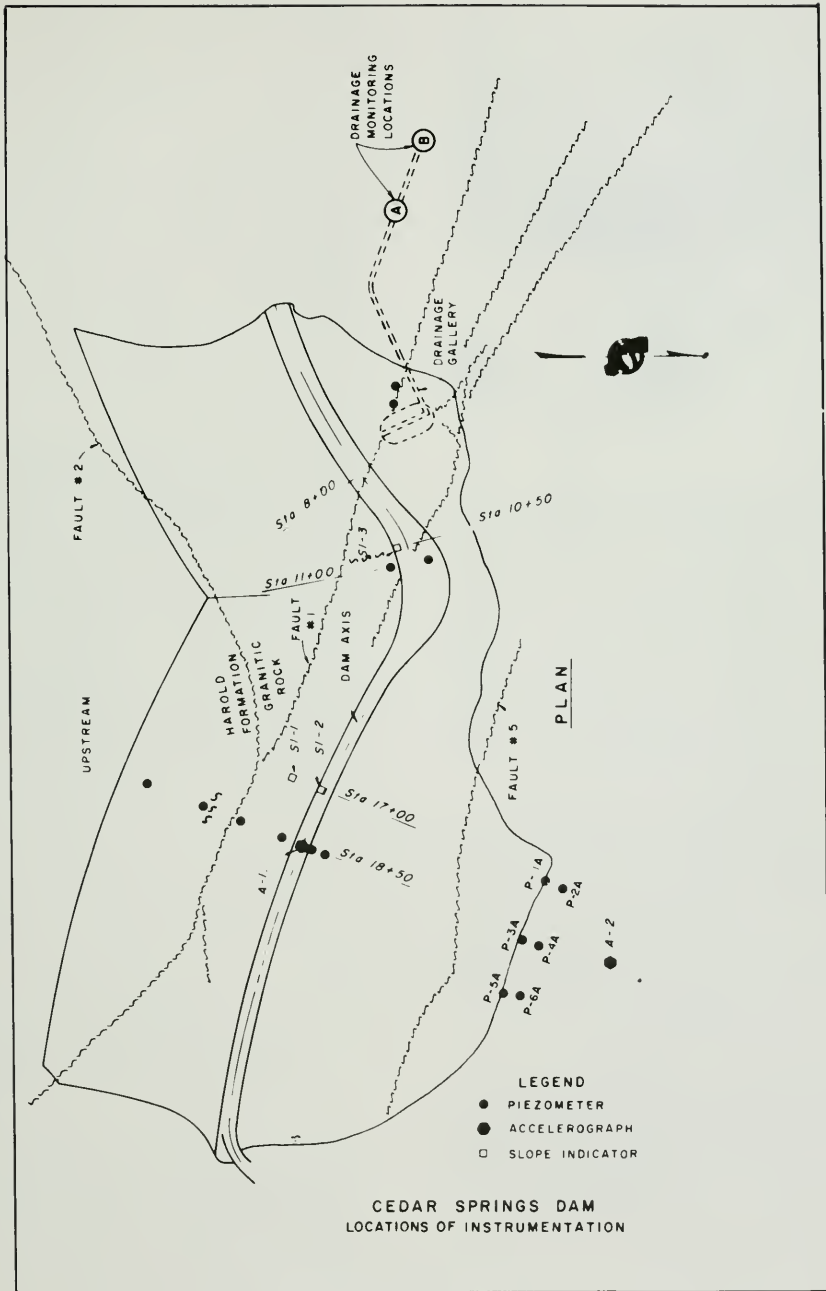 DRAINAGE
MONITORING
LOCATIONS
B
A
FAULT #2
DRAINAGE
GALLERY
Sta 8+00
Sta 10+50
SI-3
Sta 11+00
UPSTREAM
HAROLD
FORMATION
GRANITIC
ROCK
FAULT
#1
DAM AXIS
SI-1
SI-2
Sta 17+00
A-1
Sta 18+50
PLAN
FAULT #5
P-1A
P-2A
P-3A
P-4A
P-5A
P-6A
A-2
LEGEND
PIEZOMETER
ACCELEROGRAPH
SLOPE INDICATOR
CEDAR SPRINGS DAM
LOCATIONS OF INSTRUMENTATION